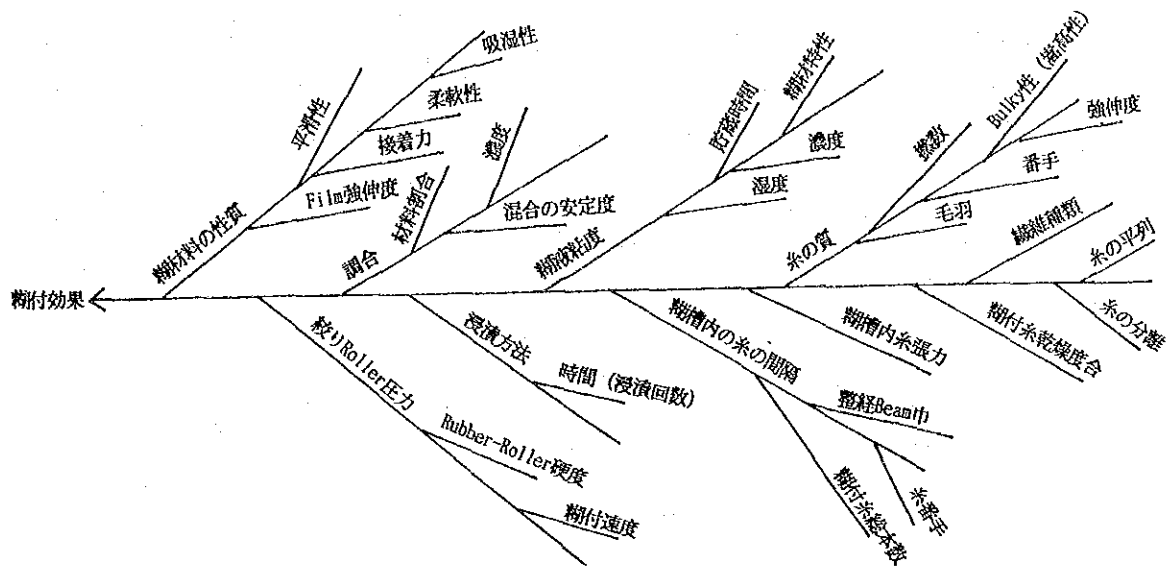 糊付効果
糊材料の性質
平滑性
吸湿性
柔軟性
接着力
Film強伸度
調合
材料割合
濃度
混合の安定度
糊液粘度
貯蔵時間
糊材特性
濃度
湿度
糸の質
撚数
Bulky性 (嵩高性)
強伸度
番手
毛羽
繊維種類
糸の平列
糸の分離
絞りRoller圧力
Rubber-Roller硬度
糊付速度
浸漬方法
時間 (浸漬回数)
糊槽内の糸の間隔
整経Beam巾
糸番手
糊付糸総本数
糊槽内糸張力
糊付糸乾燥度合